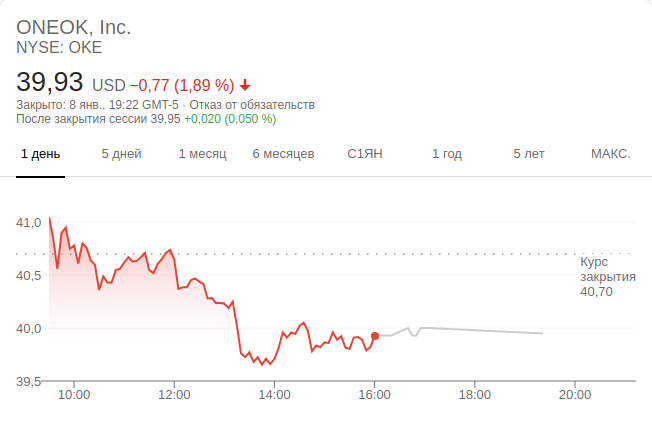 ONEOK, Inc.
NYSE: OKE
39,93 USD −0,77 (1,89 %)
Закрыто: 8 янв., 19:22 GMT-5 · Отказ от обязательств
После закрытия сессии 39,95 +0,020 (0,050 %)
1 день 5 дней 1 месяц 6 месяцев С1ЯН 1 год 5 лет МАКС.
41,0
Курс
закрытия
40,70
40,5
40,0
39,5
10:00 12:00 14:00 16:00 18:00 20:00